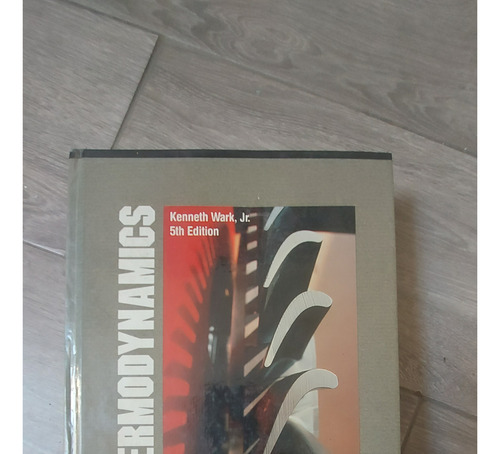 Kenneth Wark, Jr.
5th Edition
ERMODYNAMICS